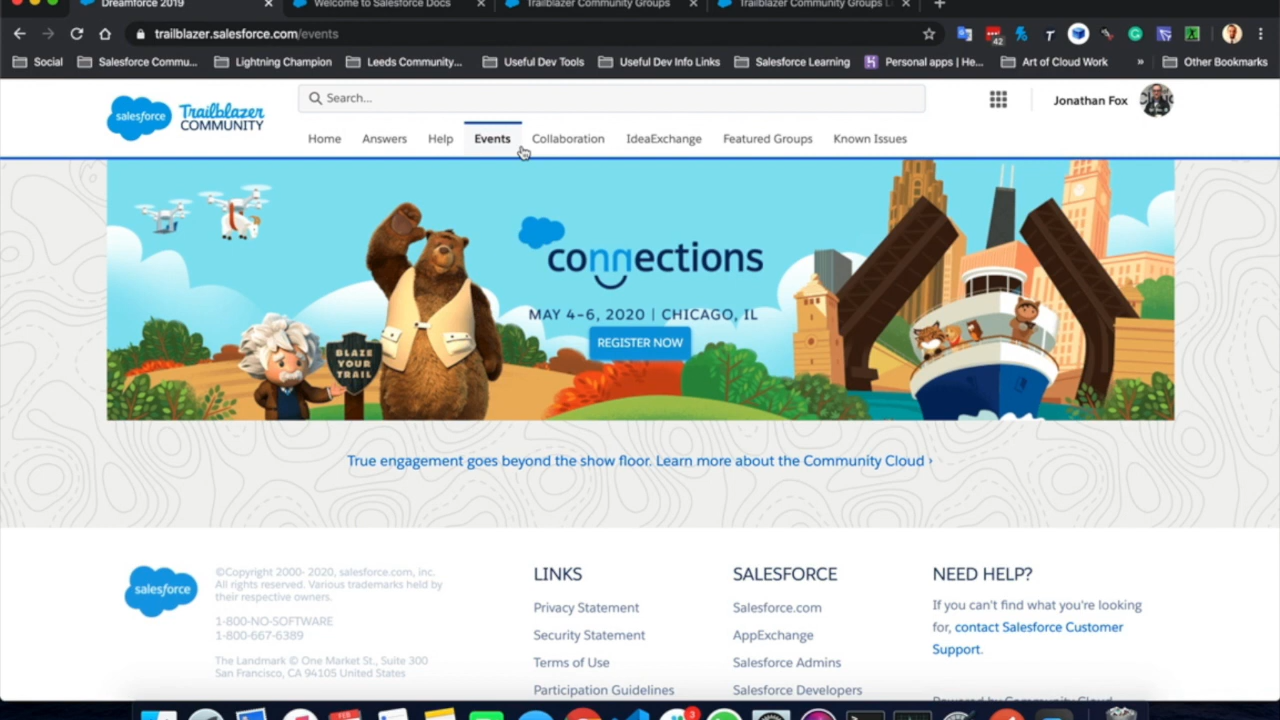 Dreamforce 2019
Welcome to Salesforce Docs
Trailblazer Community Groups
Trailblazer Community Groups L
trailblazer.salesforce.com/events
42
Social
Salesforce Commu...
Lightning Champion
Leeds Community...
Useful Dev Tools
Useful Dev Info Links
Salesforce Learning
Personal apps | He...
Art of Cloud Work
»
Other Bookmarks
salesforce
Trailblazer
COMMUNITY
Search...
Jonathan Fox
Home
Answers
Help
Events
Collaboration
IdeaExchange
Featured Groups
Known Issues
connections
MAY 4-6, 2020 | CHICAGO, IL
REGISTER NOW
BLAZE
YOUR
TRAIL
True engagement goes beyond the show floor. Learn more about the Community Cloud ›
salesforce
©Copyright 2000- 2020, salesforce.com, inc.
All rights reserved. Various trademarks held by
their respective owners.
1-800-NO-SOFTWARE
1-800-667-6389
The Landmark © One Market St., Suite 300
San Francisco, CA 94105 United States
LINKS
Privacy Statement
Security Statement
Terms of Use
Participation Guidelines
SALESFORCE
Salesforce.com
AppExchange
Salesforce Admins
Salesforce Developers
NEED HELP?
If you can't find what you're looking
for, contact Salesforce Customer
Support.
Powered by Community Cloud
FEB
3